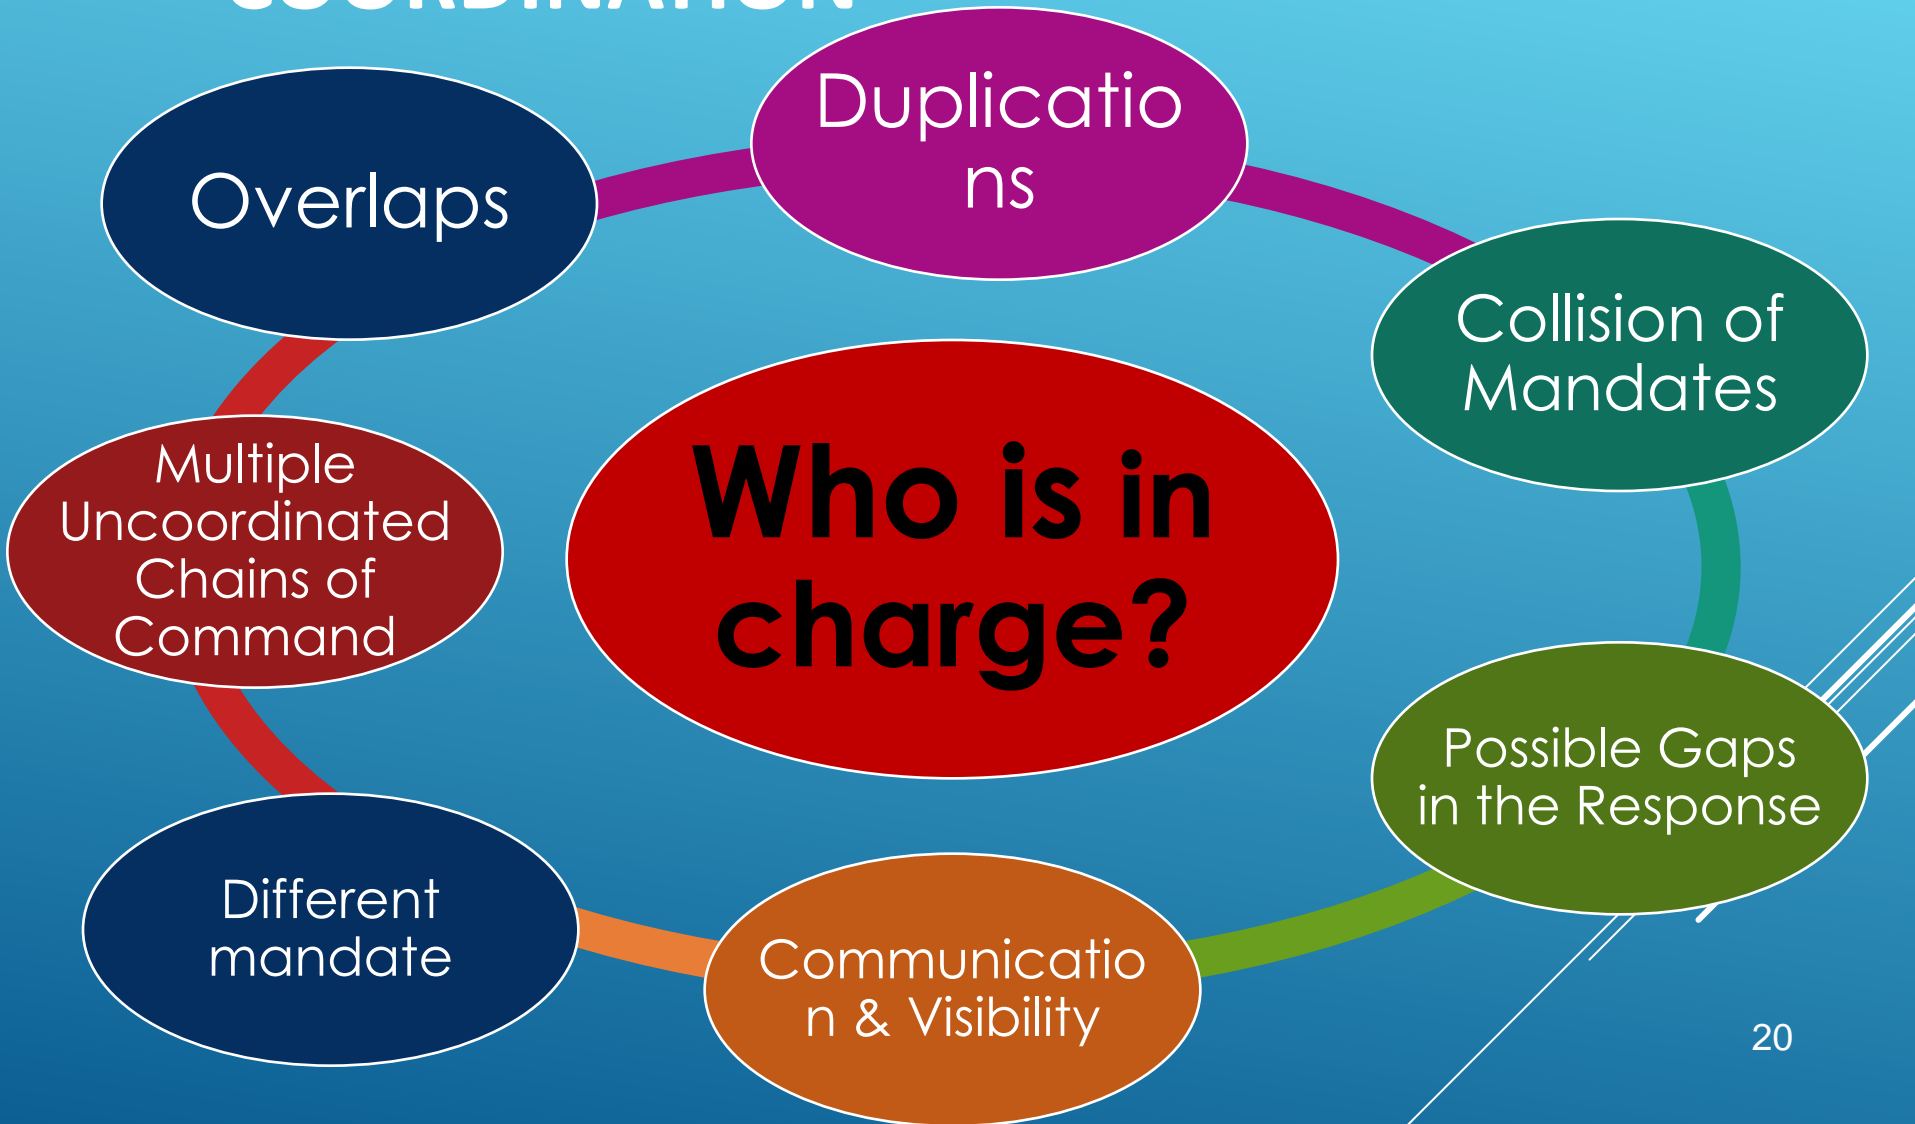 COORDINATION
Duplicatio
ns
Overlaps
Collision of
Mandates
Multiple
Uncoordinated
Chains of
Command
Who is in
charge?
Possible Gaps
in the Response
Different
mandate
Communicatio
n & Visibility
20